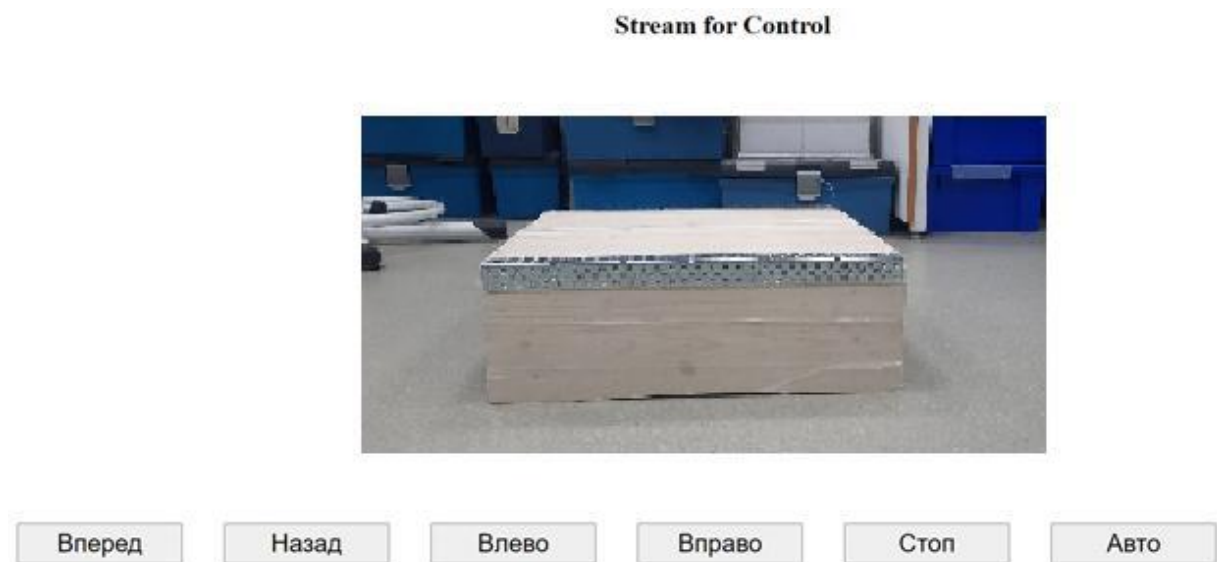 Stream for Control
Вперед Назад Влево Вправо Стоп Авто